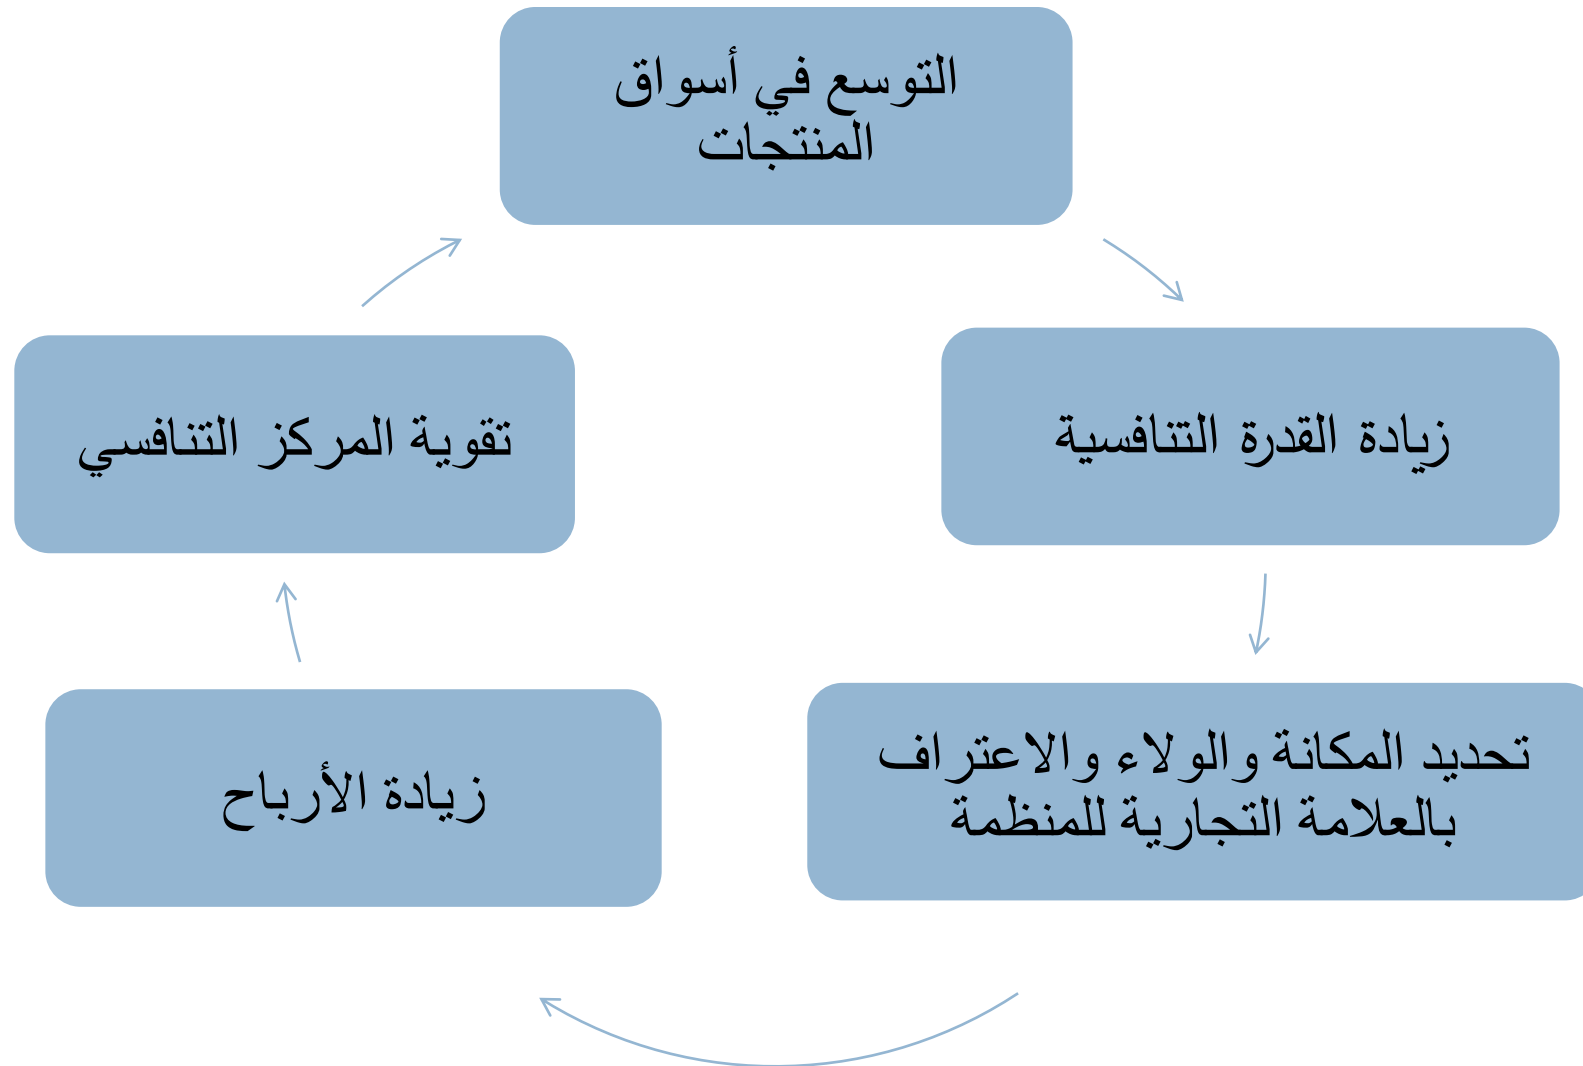 التوسع في أسواق
المنتجات
زيادة القدرة التنافسية
تحديد المكانة والولاء والاعتراف
بالعلامة التجارية للمنظمة
زيادة الأرباح
تقوية المركز التنافسي